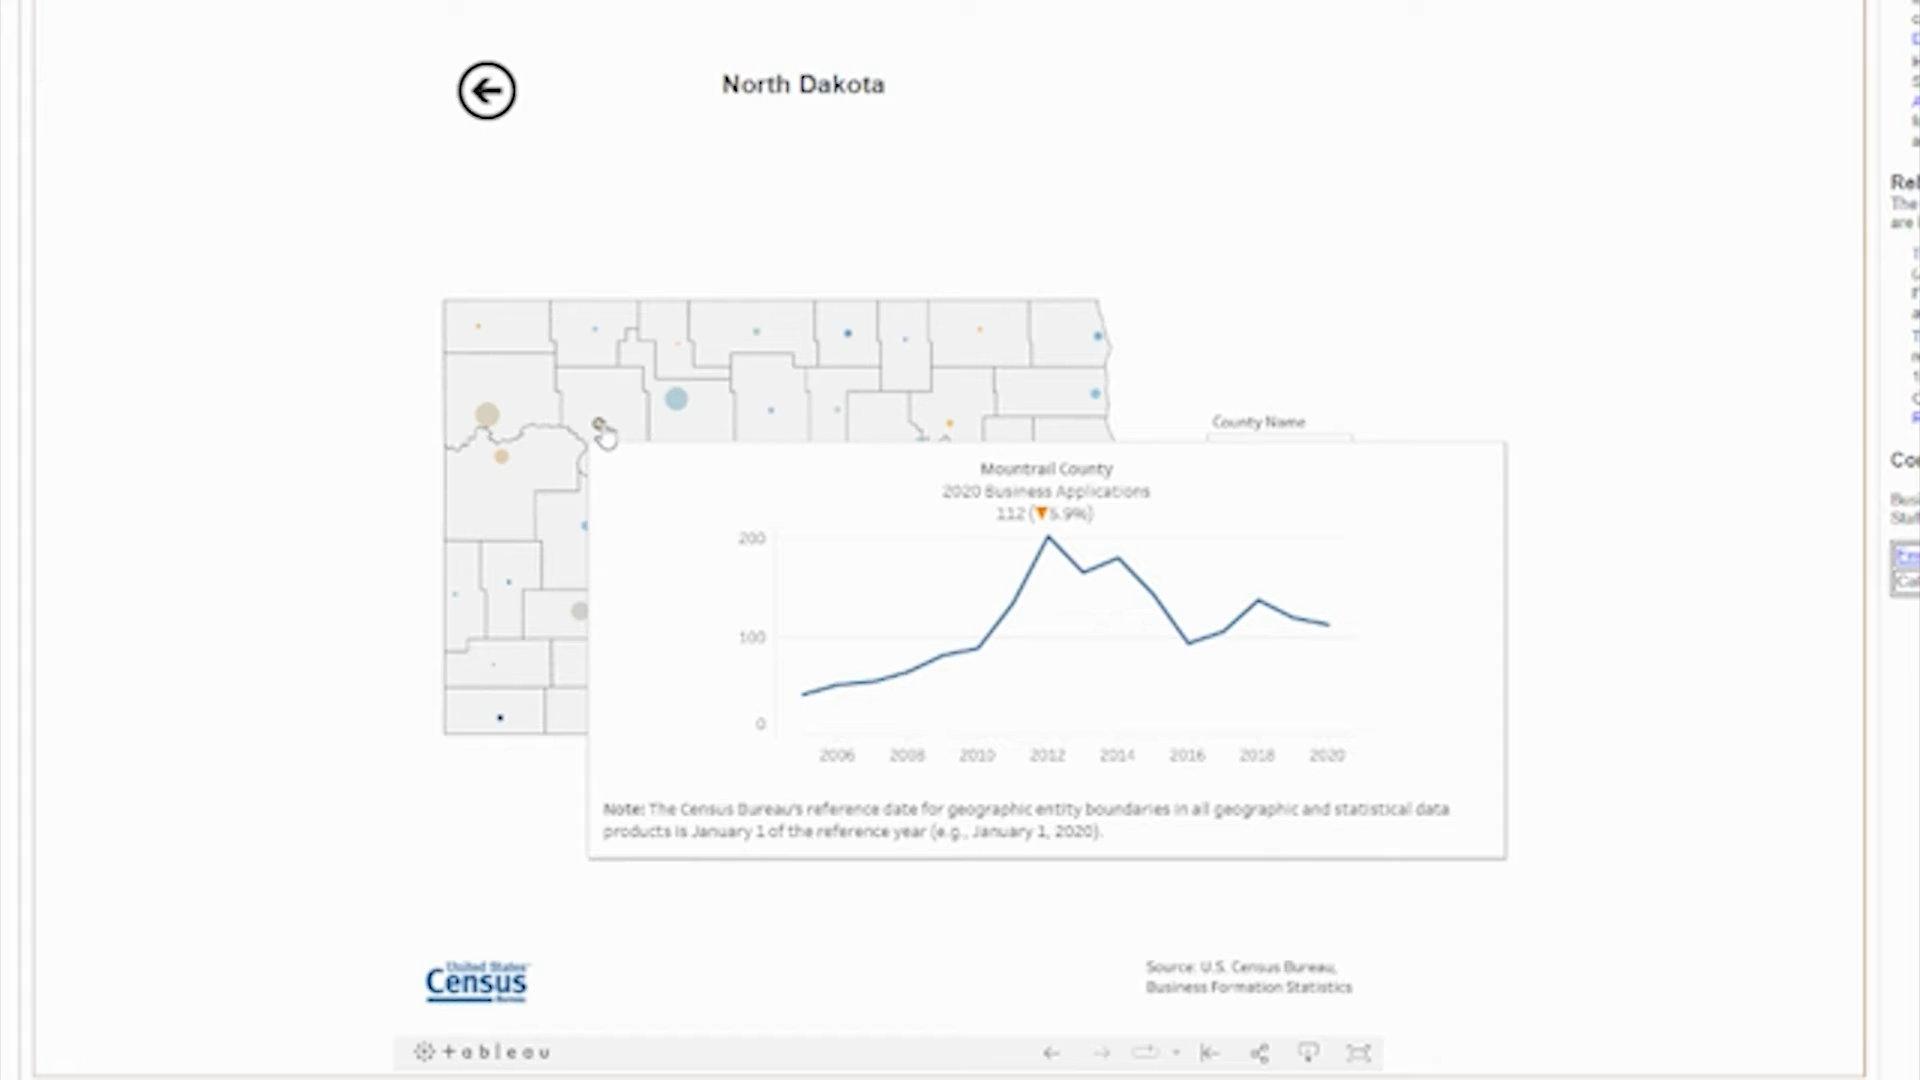 North Dakota
County Name
Mountrail County
2020 Business Applications
112 (▼5.9%)
200
100
0
2006 2008 2010 2012 2014 2016 2018 2020
Note: The Census Bureau's reference date for geographic entity boundaries in all geographic and statistical data
products is January 1 of the reference year (e.g., January 1, 2020).
United States®
Census
Bureau
Source: U.S. Census Bureau,
Business Formation Statistics
+ableau
The
are